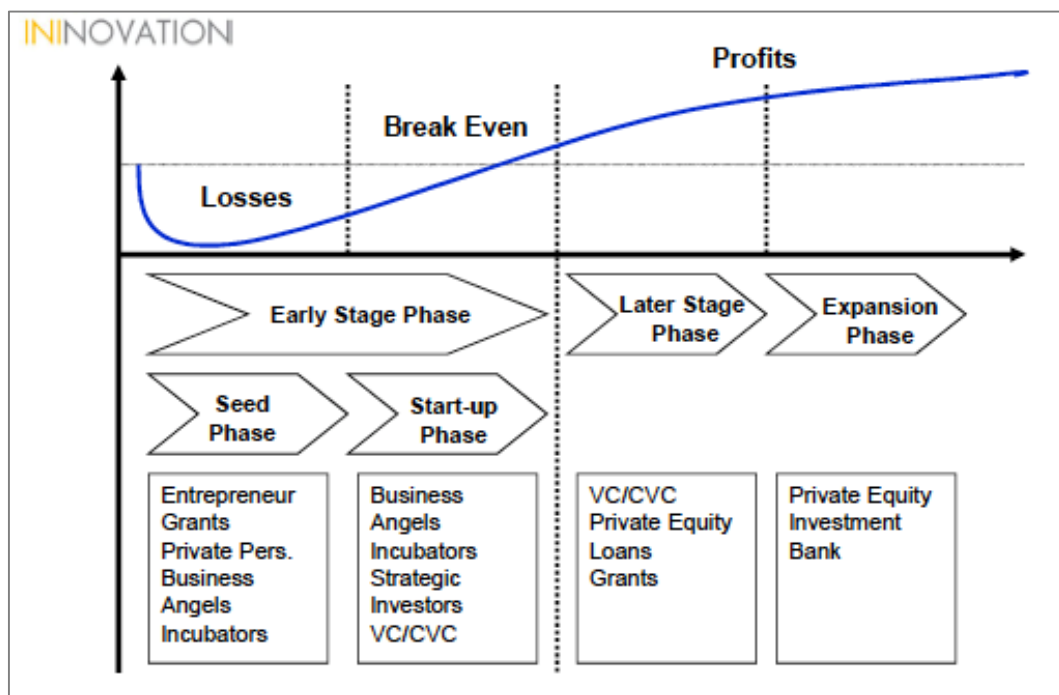 ININNOVATION
Profits
Break Even
Losses
Early Stage Phase
Later Stage
Phase
Expansion
Phase
Seed
Phase
Start-up
Phase
Entrepreneur
Grants
Private Pers.
Business
Angels
Incubators
Business
Angels
Incubators
Strategic
Investors
VC/CVC
VC/CVC
Private Equity
Loans
Grants
Private Equity
Investment
Bank